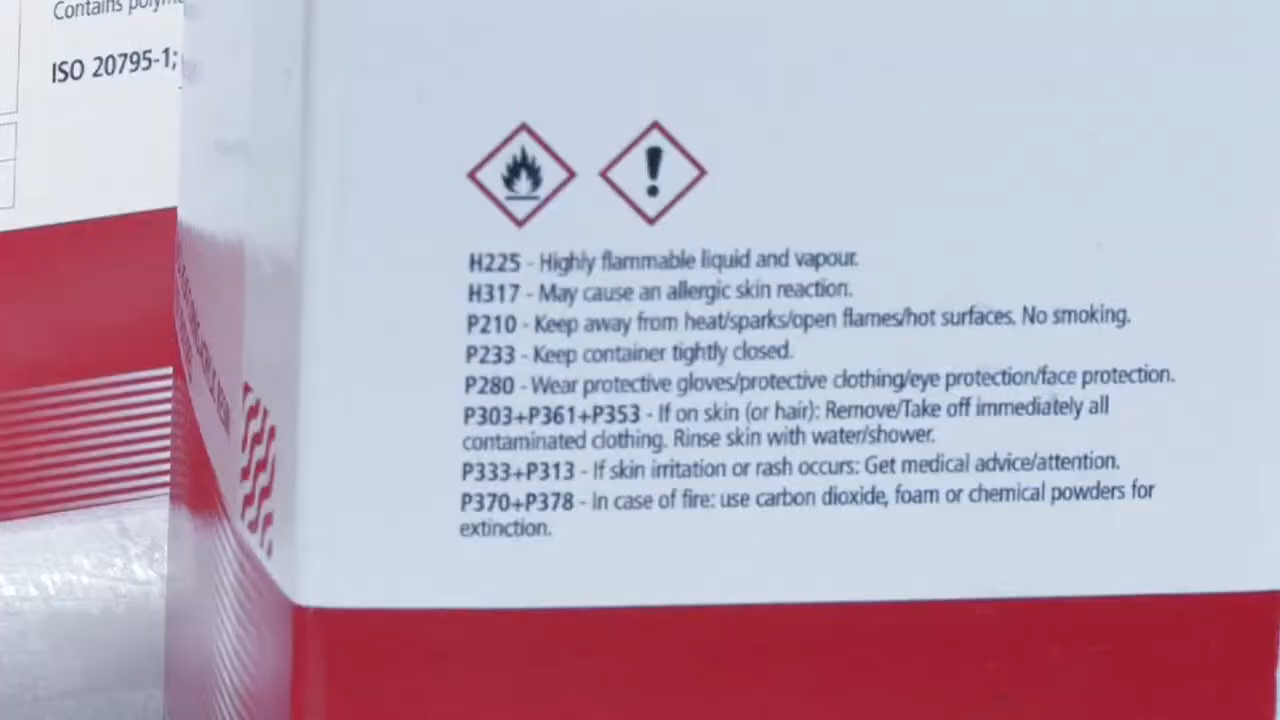 Contains
ISO 20795-1;
H225 - Highly flammable liquid and vapour.
H317 - May cause an allergic skin reaction.
P210 - Keep away from heat/sparks/open flames/hot surfaces. No smoking.
P233 - Keep container tightly closed.
P280 - Wear protective gloves/protective clothing/eye protection/face protection.
P303+P361+P353 - If on skin (or hair): Remove/Take off immediately all
contaminated clothing. Rinse skin with water/shower.
P333+P313 - If skin irritation or rash occurs: Get medical advice/attention.
P370+P378 - In case of fire: use carbon dioxide, foam or chemical powders for
extinction.